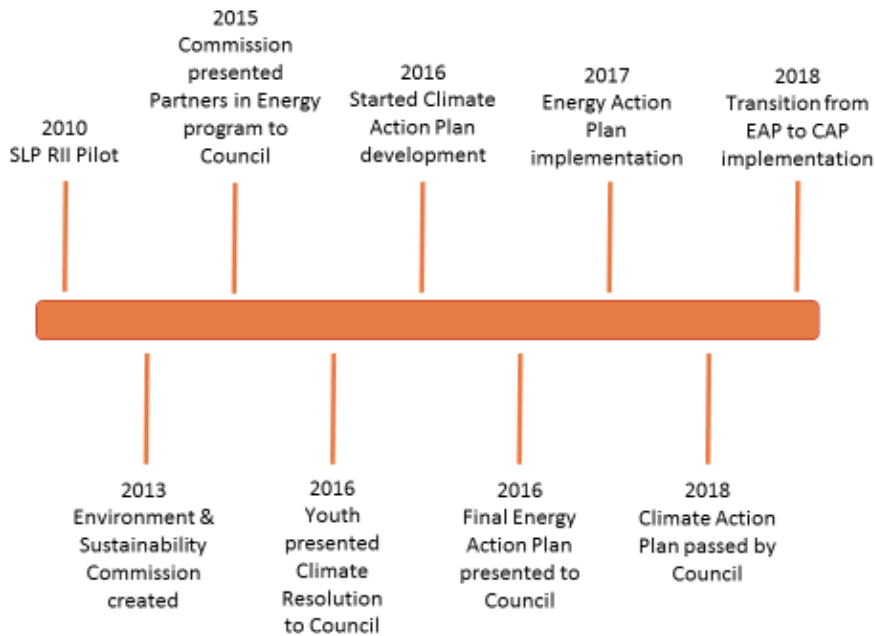 2010
SLP RII Pilot
2015
Commission
presented
Partners in Energy
program to
Council
2016
Started Climate
Action Plan
development
2017
Energy Action
Plan
implementation
2018
Transition from
EAP to CAP
implementation
2013
Environment &
Sustainability
Commission
created
2016
Youth
presented
Climate
Resolution
to Council
2016
Final Energy
Action Plan
presented to
Council
2018
Climate Action
Plan passed by
Council